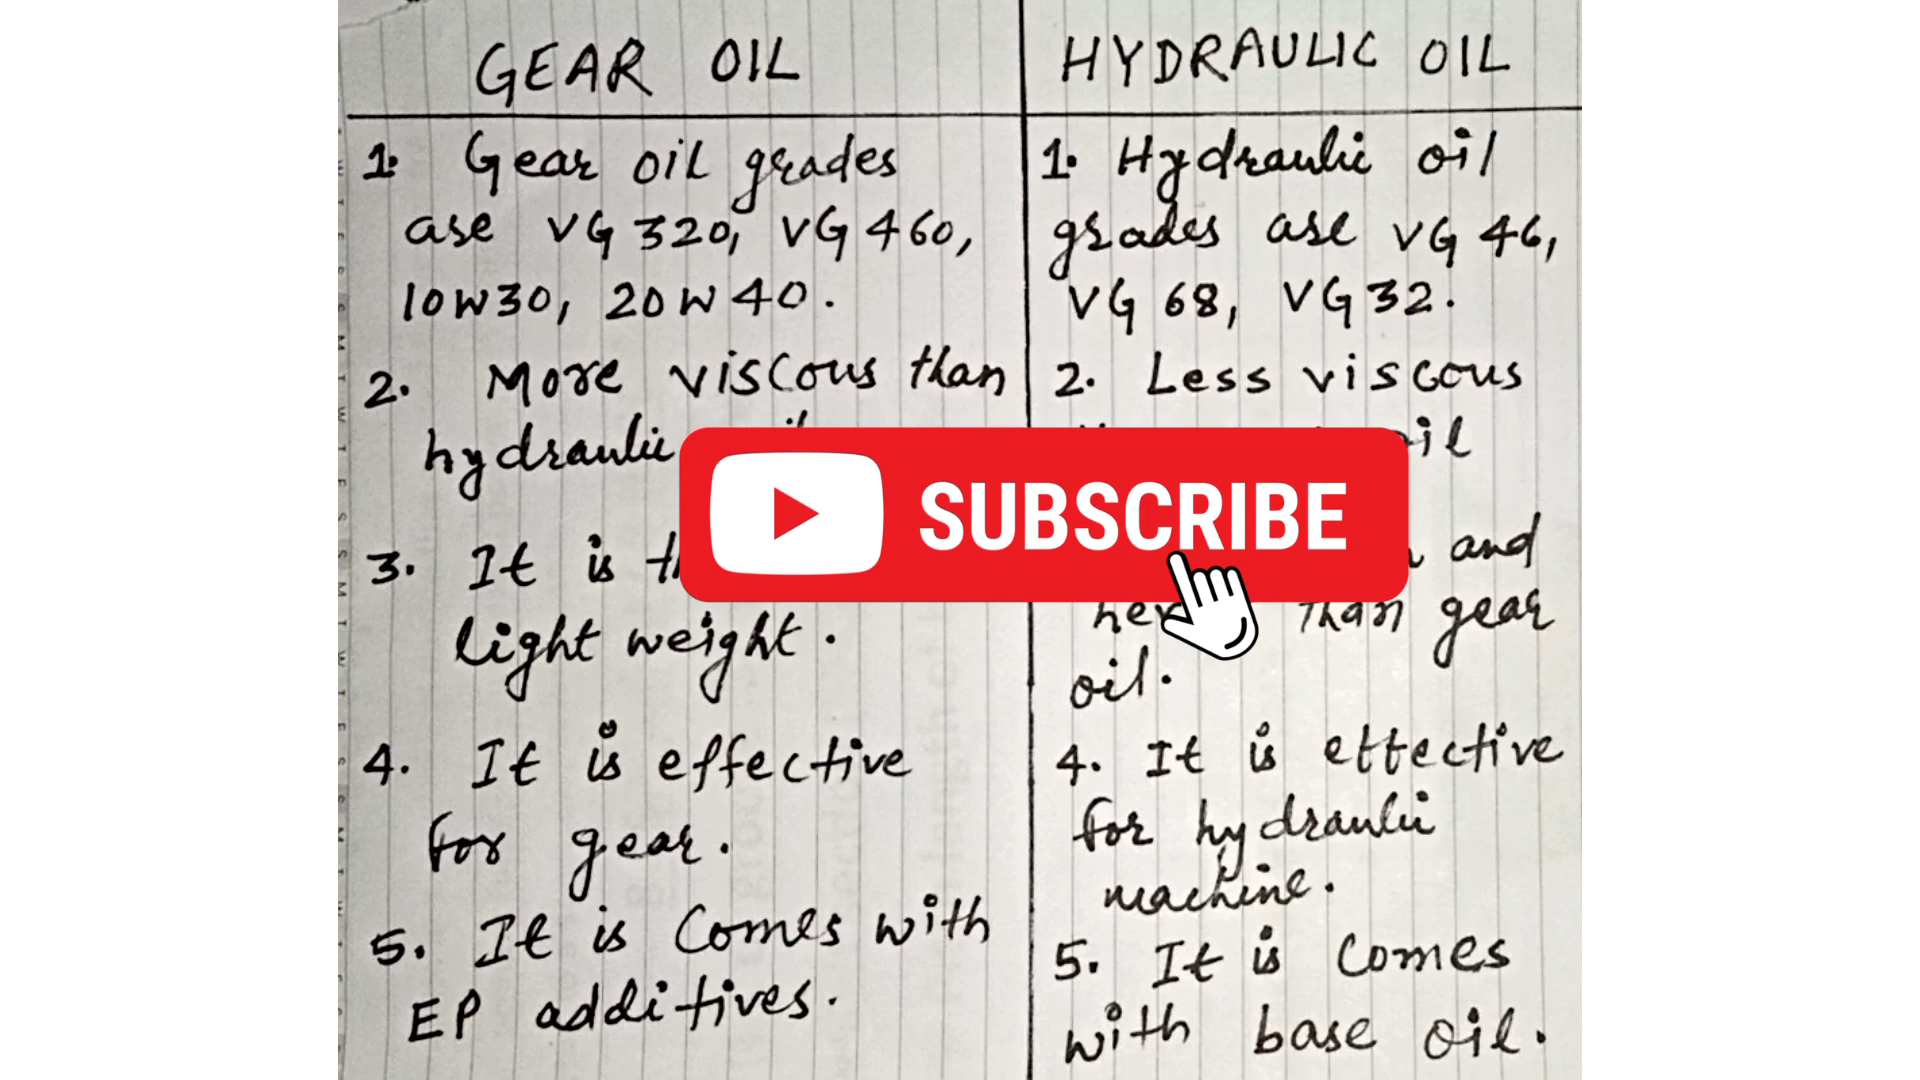 GEAR OIL
1. Gear oil grades
are VG 320, VG 460,
10W30, 20W40.
2. More viscous than
hydraulic
3. It is
light weight.
4. It is effective
for gear.
5. It is Comes with
EP additives.
HYDRAULIC OIL
1. Hydraulic oil
grades are VG 46,
VG 68, VG 32.
2. Less viscous
oil
and
than gear
oil.
4. It is effective
for hydraulic
machine.
5. It is Comes
with base oil.
SUBSCRIBE